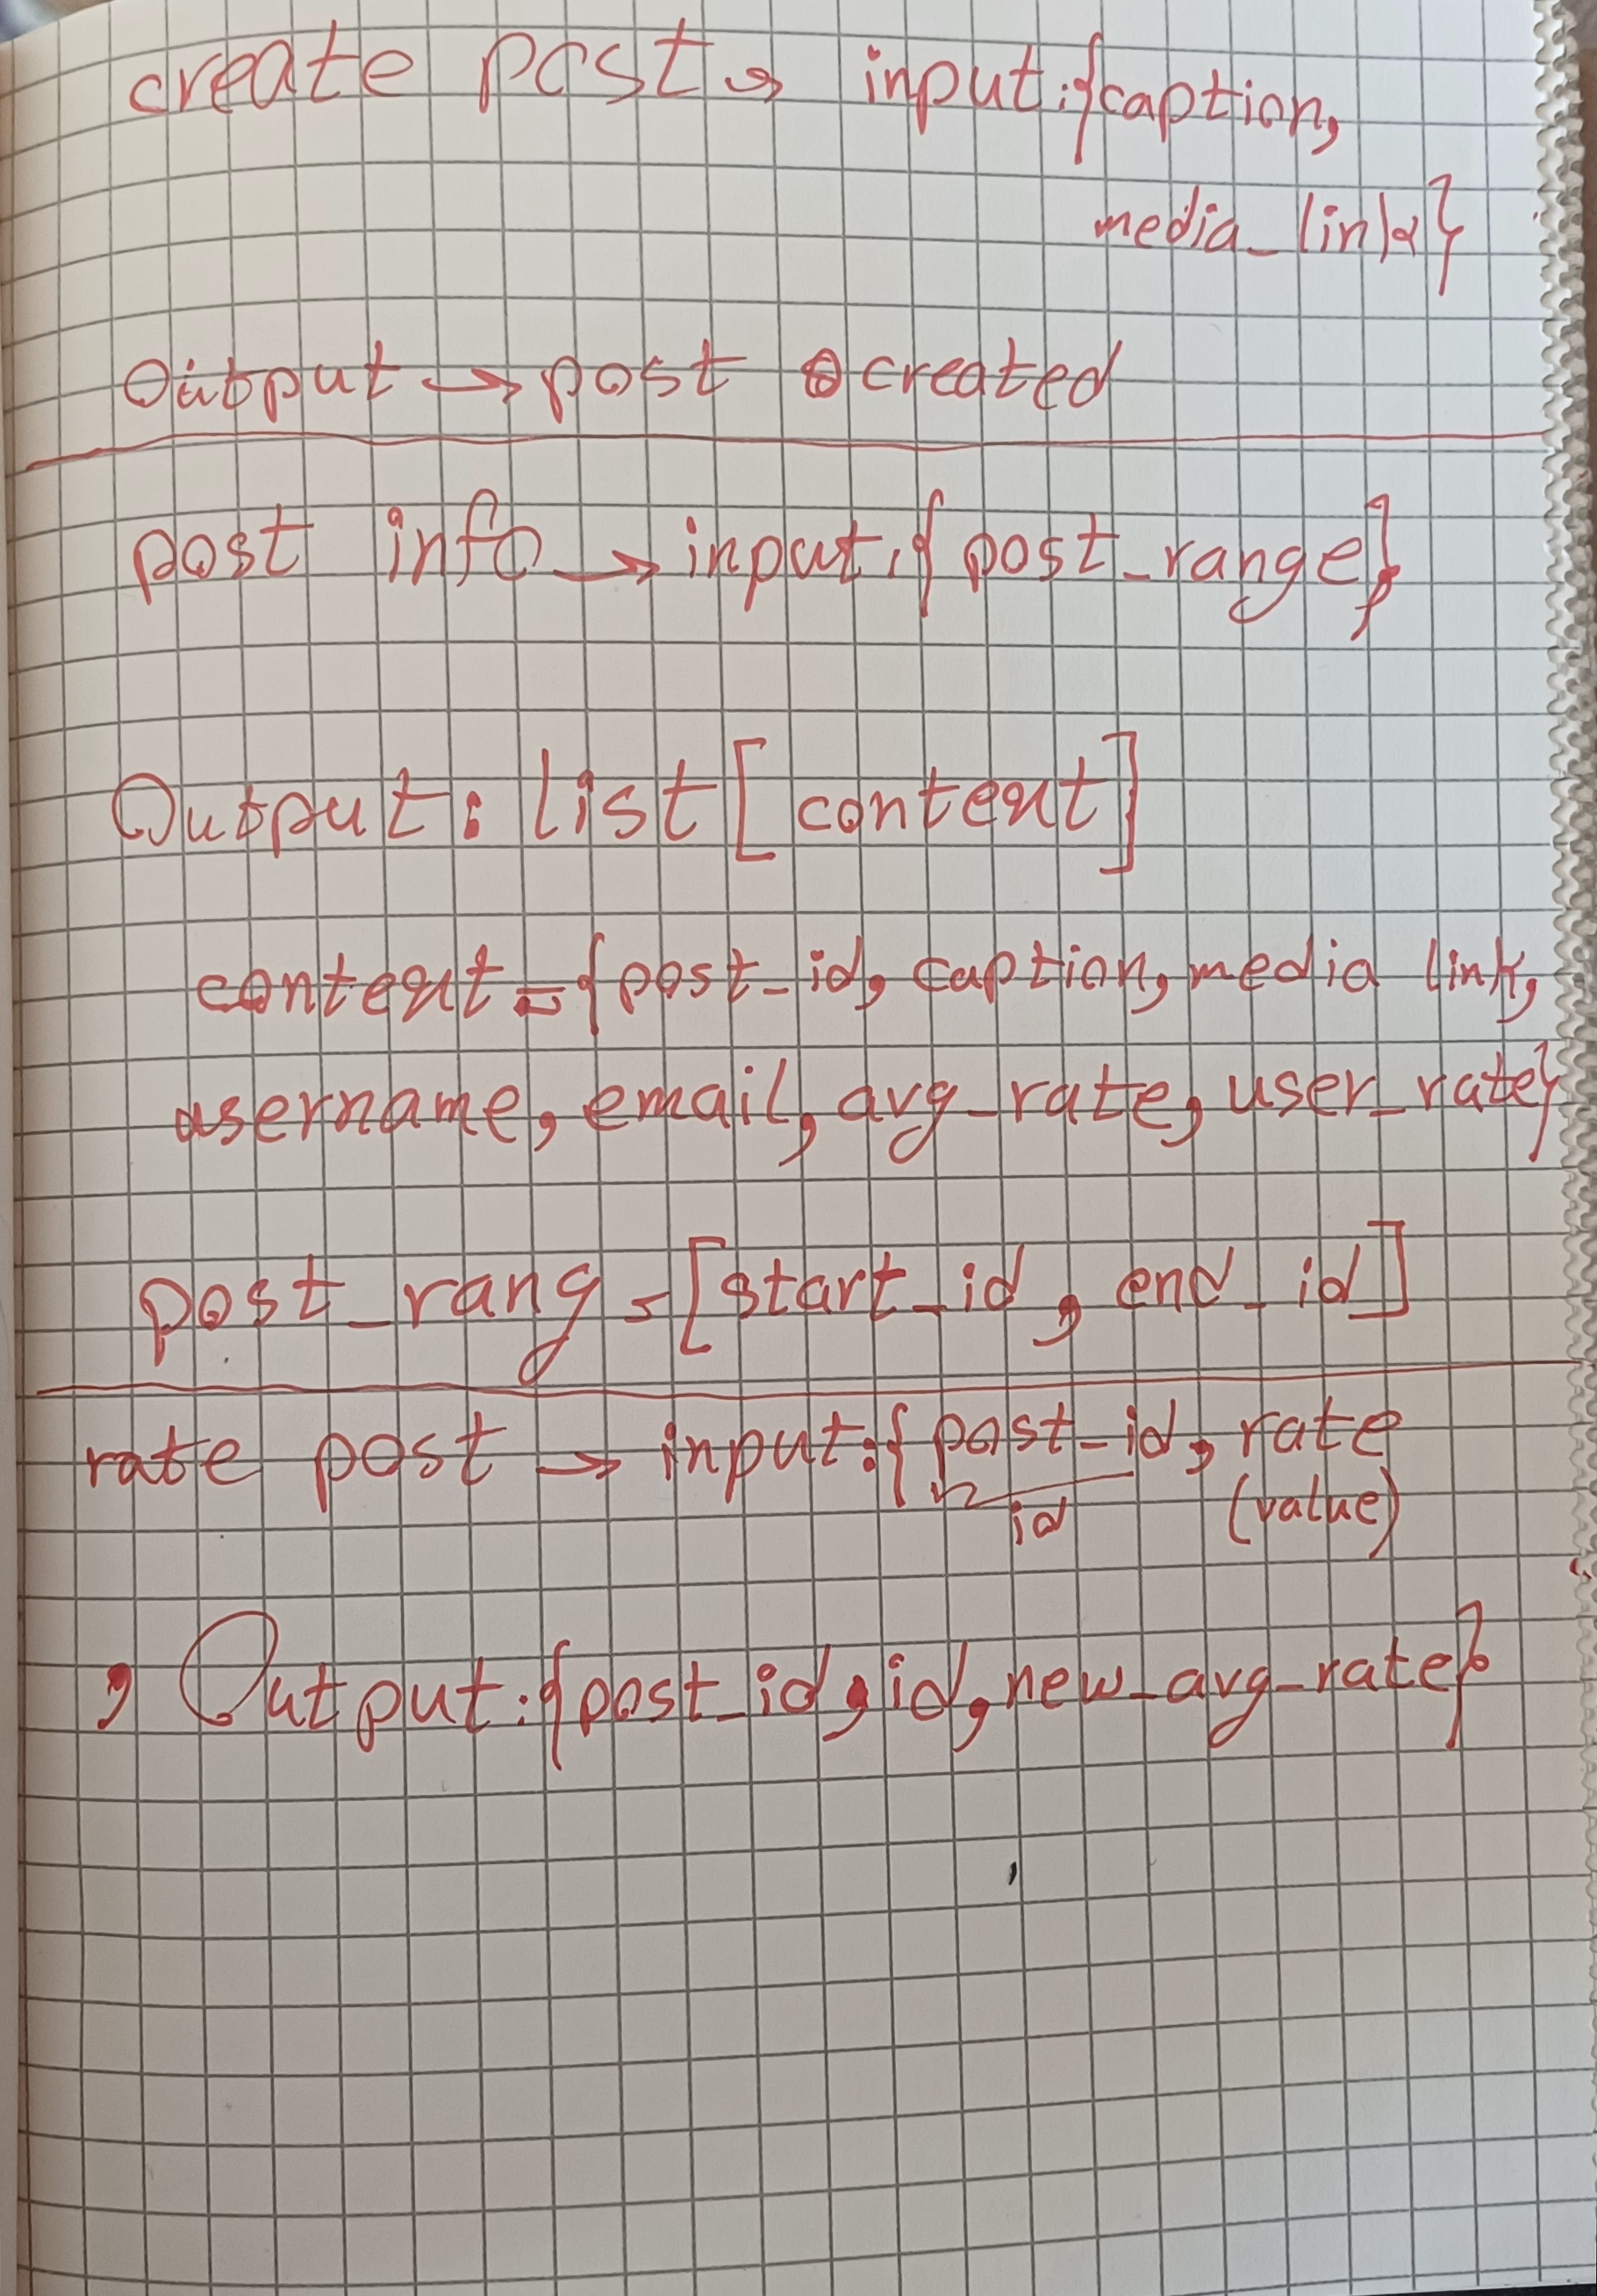 create post → input:{caption,
media_link}
Output → post created
post info → input:{post_range}
Output: list[content]
content={post_id, caption, media link,
username, email, avg_rate, user_rate}
post_rang=[start_id, end_id]
rate post → input:{post_id, rate
id (value)
, Output:{post_id, id, new_avg_rate}